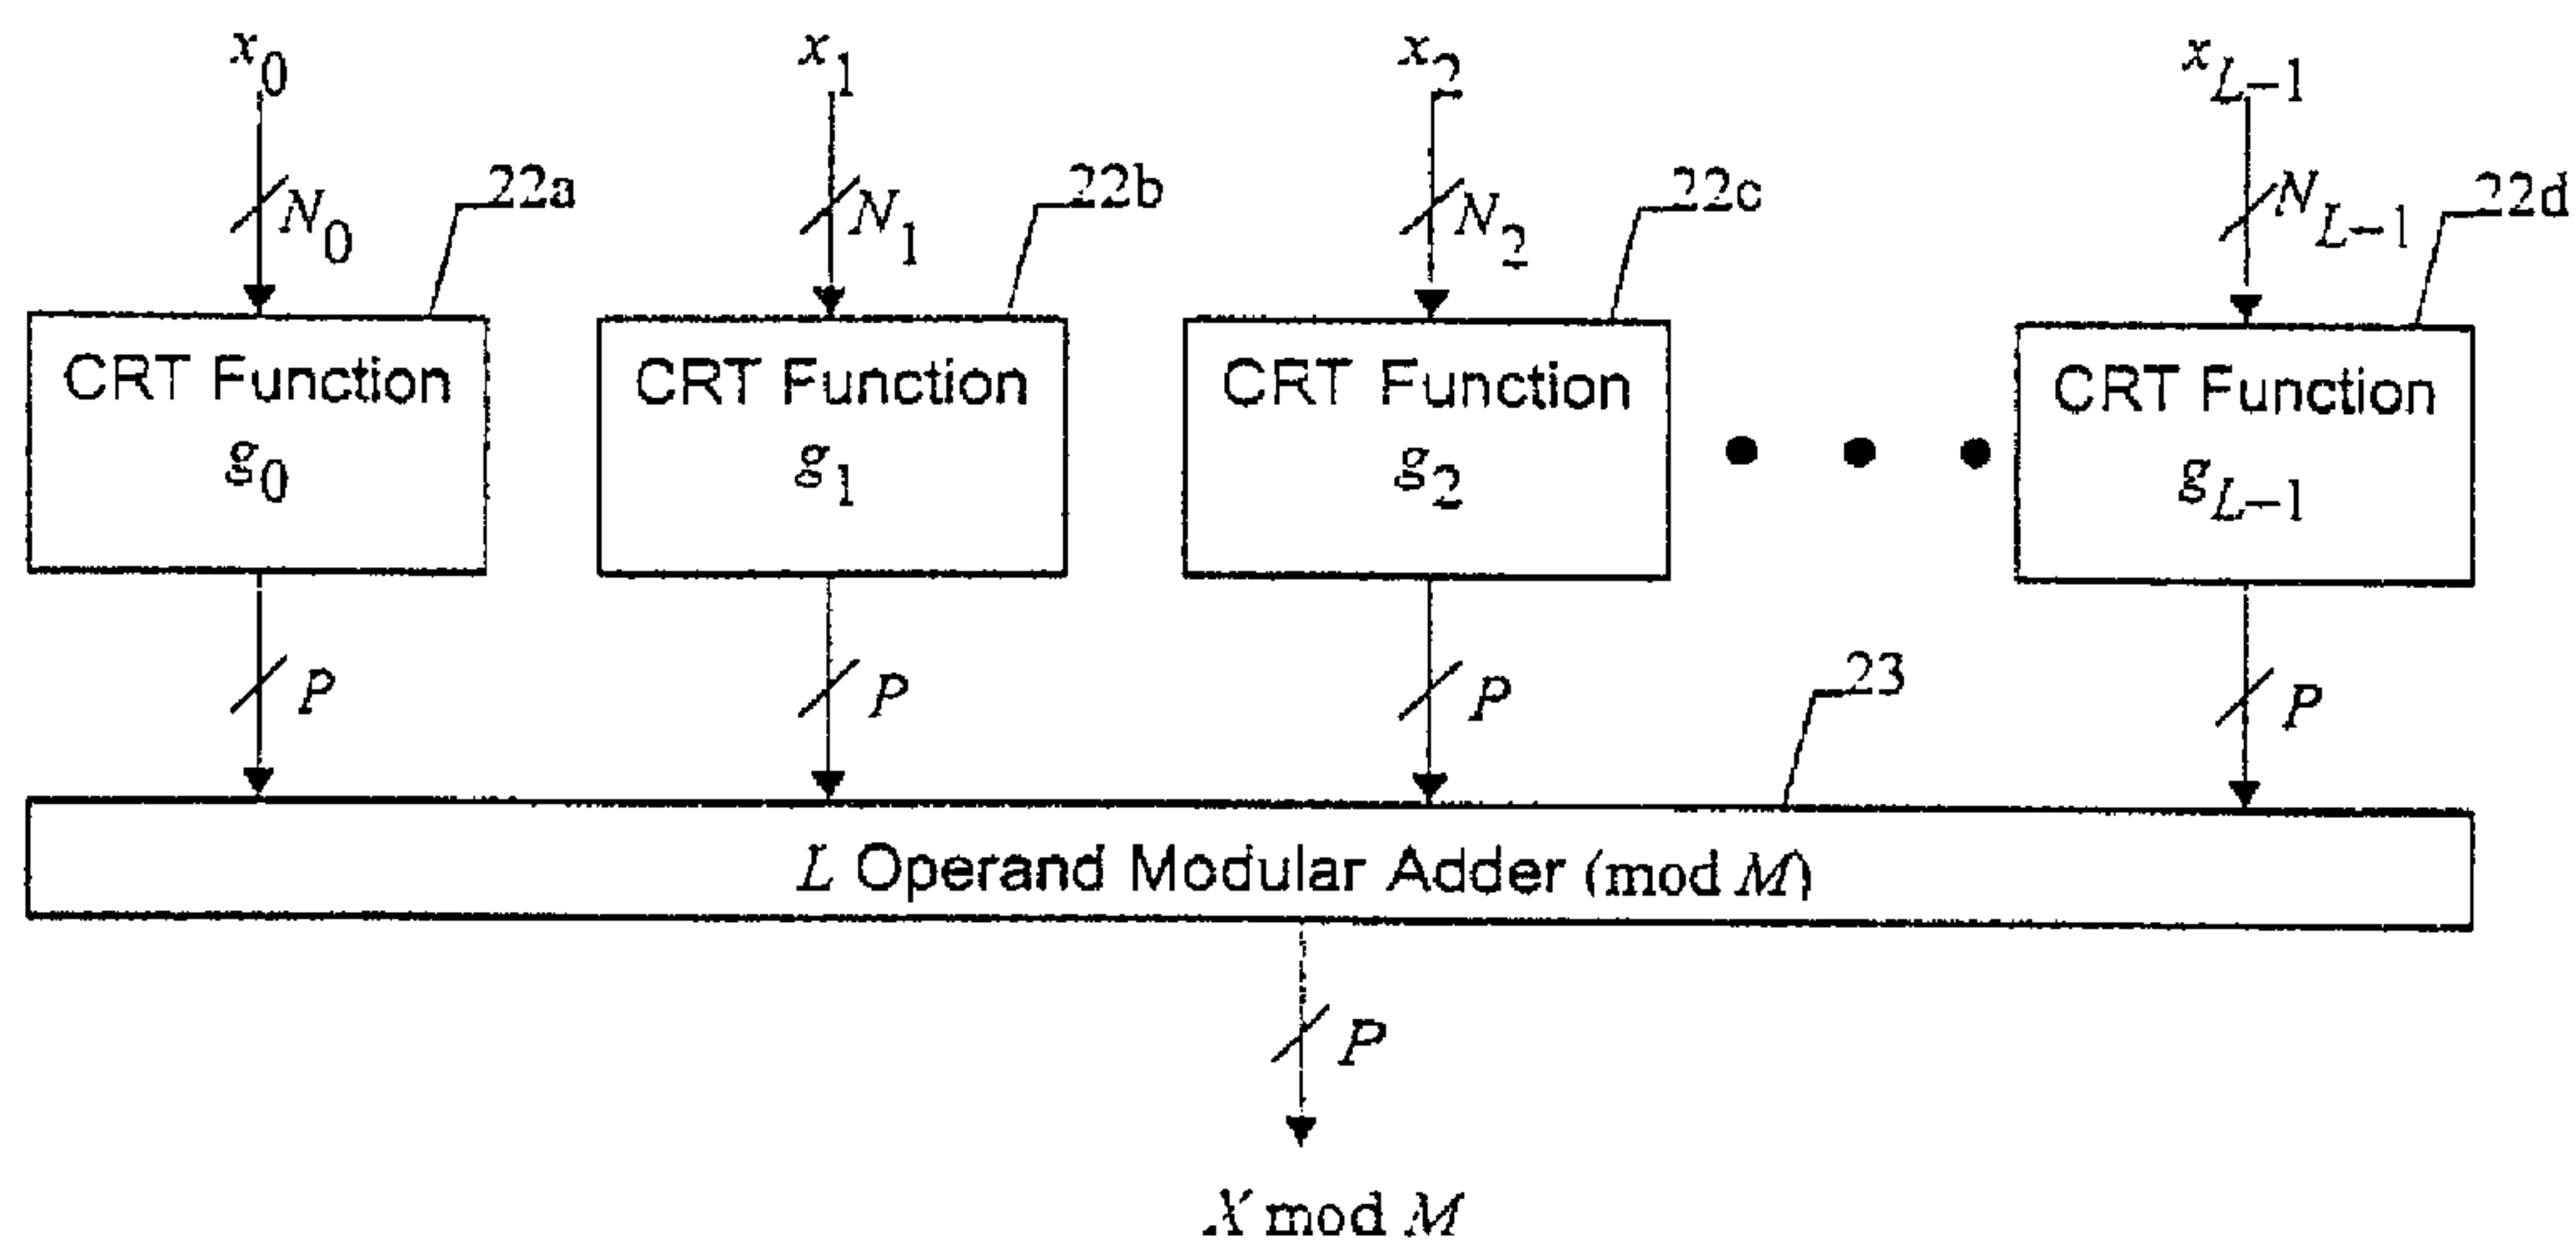 x0 x1 x2 xL−1
N0 22a N1 22b N2 22c NL−1 22d
CRT Function CRT Function CRT Function CRT Function
g0 g1 g2 • • • gL−1
P P P 23 P
L Operand Modular Adder (mod M)
P
X mod M